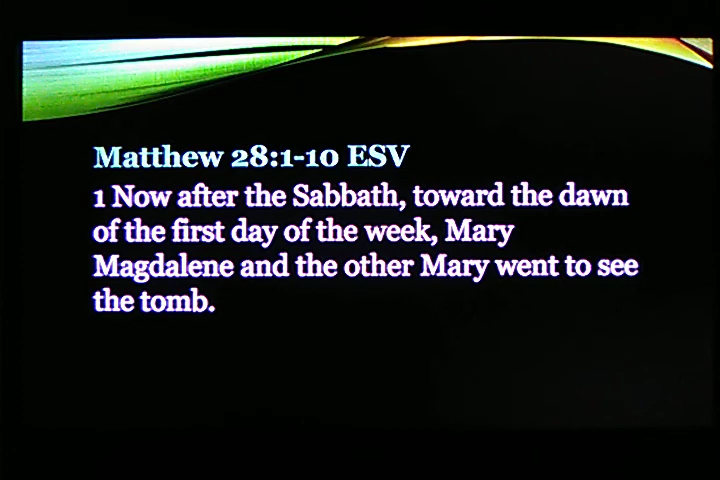 Matthew 28:1-10 ESV
1 Now after the Sabbath, toward the dawn
of the first day of the week, Mary
Magdalene and the other Mary went to see
the tomb.